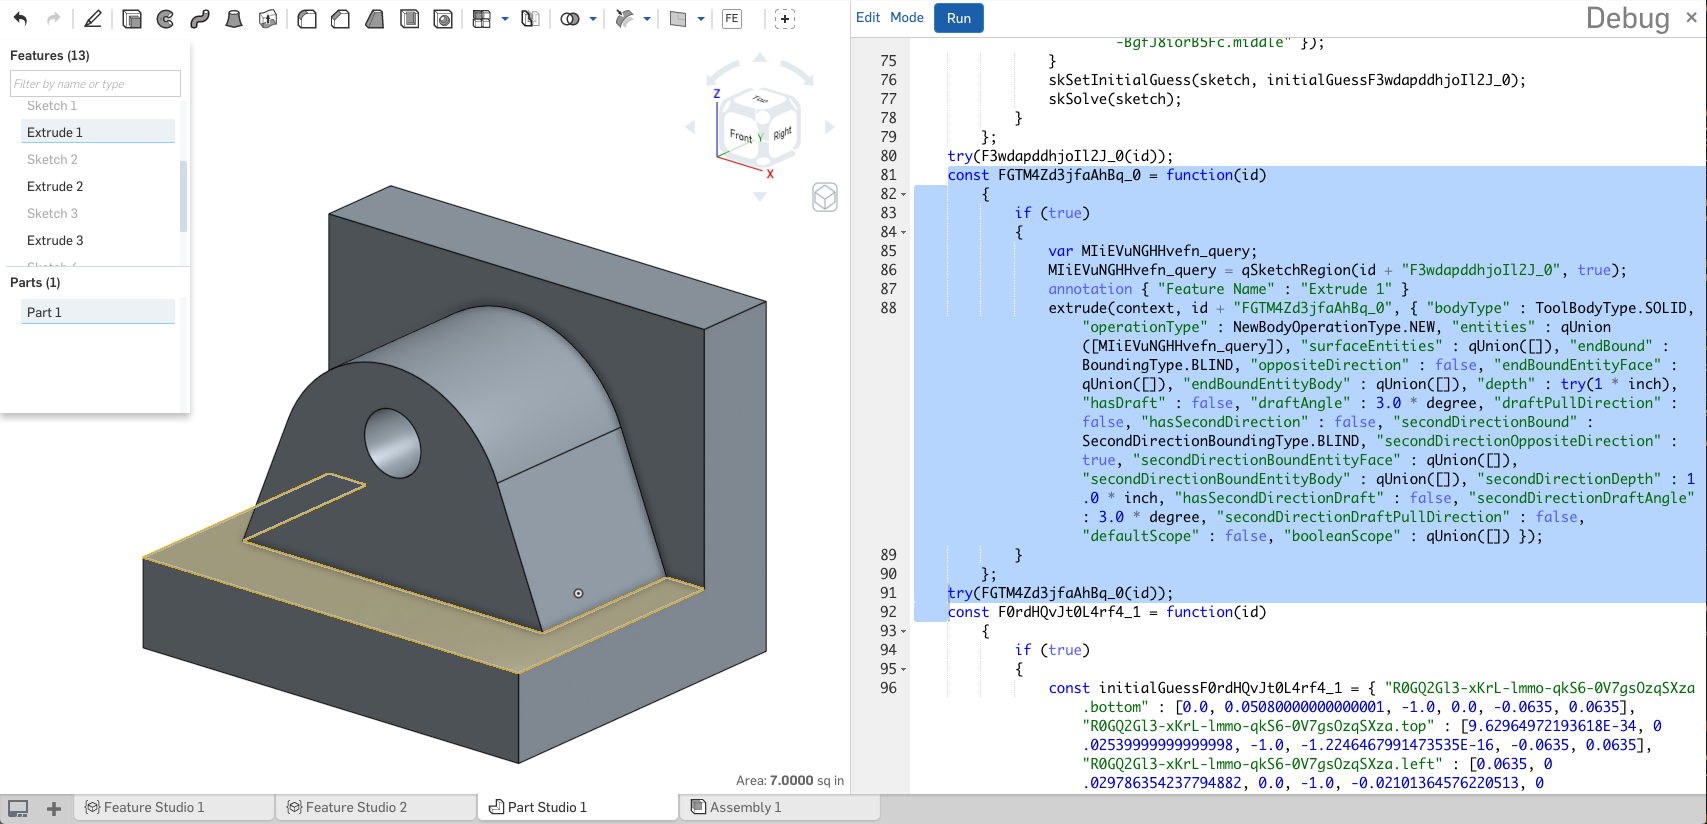 FE
Edit Mode Run Debug ×
Features (13)
Filter by name or type
Sketch 1
Extrude 1
Sketch 2
Extrude 2
Sketch 3
Extrude 3
Sketch 4
Parts (1)
Part 1
Z
Top
Front
Y
Right
X
-BgfJ8iorB5Fc.middle" });
75 }
76 skSetInitialGuess(sketch, initialGuessF3wdapddhjoIl2J_0);
77 skSolve(sketch);
78 }
79 };
80 try(F3wdapddhjoIl2J_0(id));
81 const FGTM4Zd3jfaAhBq_0 = function(id)
82 {
83 if (true)
84 {
85 var MIiEVuNGHHvefn_query;
86 MIiEVuNGHHvefn_query = qSketchRegion(id + "F3wdapddhjoIl2J_0", true);
87 annotation { "Feature Name" : "Extrude 1" }
88 extrude(context, id + "FGTM4Zd3jfaAhBq_0", { "bodyType" : ToolBodyType.SOLID,
"operationType" : NewBodyOperationType.NEW, "entities" : qUnion
([MIiEVuNGHHvefn_query]), "surfaceEntities" : qUnion([]), "endBound" :
BoundingType.BLIND, "oppositeDirection" : false, "endBoundEntityFace" :
qUnion([]), "endBoundEntityBody" : qUnion([]), "depth" : try(1 * inch),
"hasDraft" : false, "draftAngle" : 3.0 * degree, "draftPullDirection" :
false, "hasSecondDirection" : false, "secondDirectionBound" :
SecondDirectionBoundingType.BLIND, "secondDirectionOppositeDirection" :
true, "secondDirectionBoundEntityFace" : qUnion([]),
"secondDirectionBoundEntityBody" : qUnion([]), "secondDirectionDepth" : 1
.0 * inch, "hasSecondDirectionDraft" : false, "secondDirectionDraftAngle"
: 3.0 * degree, "secondDirectionDraftPullDirection" : false,
"defaultScope" : false, "booleanScope" : qUnion([]) });
89 }
90 };
91 try(FGTM4Zd3jfaAhBq_0(id));
92 const F0rdHQvJt0L4rf4_1 = function(id)
93 {
94 if (true)
95 {
96 const initialGuessF0rdHQvJt0L4rf4_1 = { "R0GQ2Gl3-xKrL-lmmo-qkS6-0V7gsOzqSXza
.bottom" : [0.0, 0.05080000000000001, -1.0, 0.0, -0.0635, 0.0635],
"R0GQ2Gl3-xKrL-lmmo-qkS6-0V7gsOzqSXza.top" : [9.62964972193618E-34, 0
.02539999999999998, -1.0, -1.2246467991473535E-16, -0.0635, 0.0635],
"R0GQ2Gl3-xKrL-lmmo-qkS6-0V7gsOzqSXza.left" : [0.0635, 0
.029786354237794882, 0.0, -1.0, -0.02101364576220513, 0
Area: 7.0000 sq in
Feature Studio 1
Feature Studio 2
Part Studio 1
Assembly 1